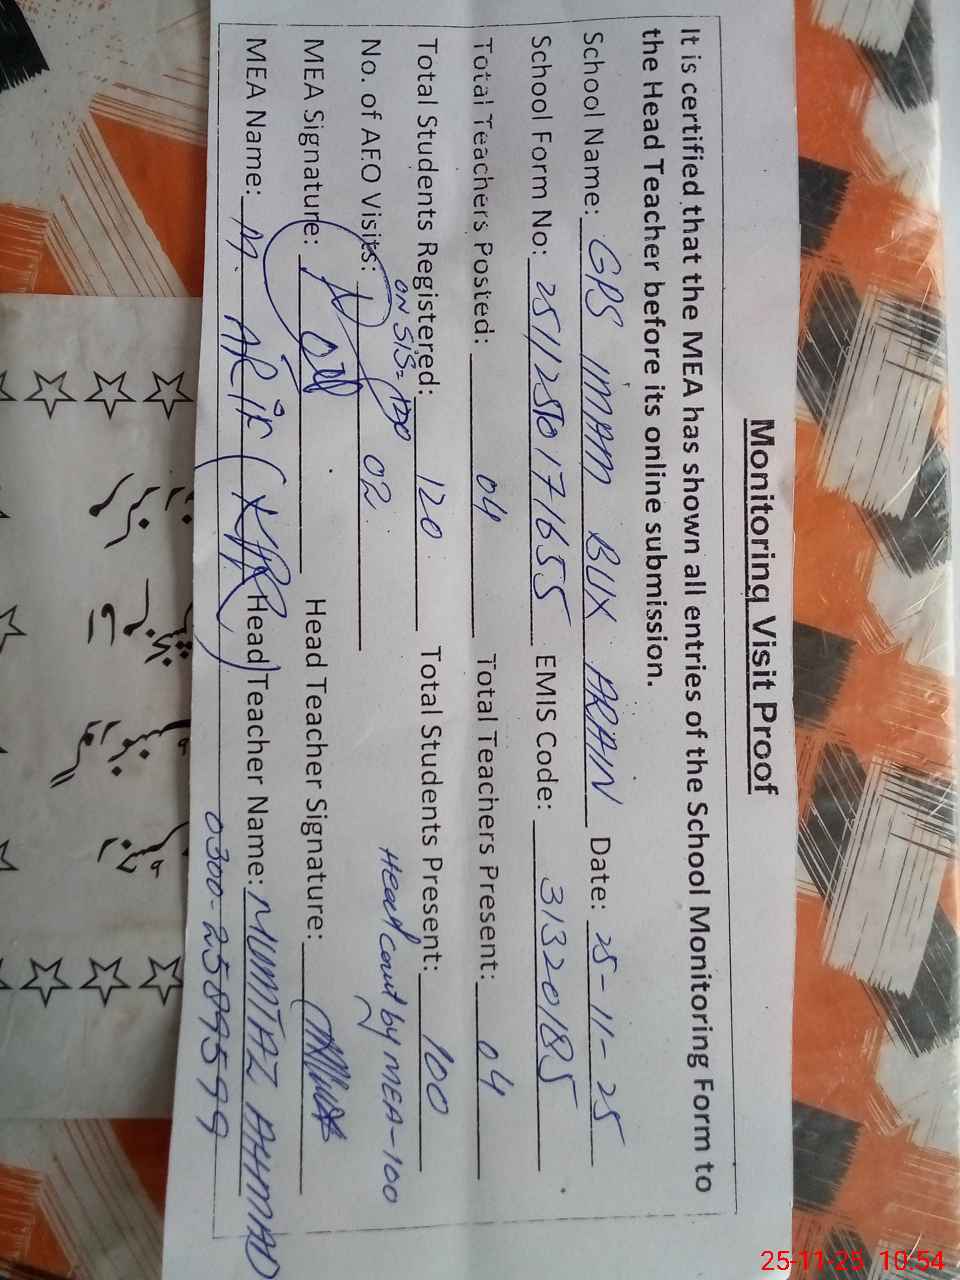 Monitoring Visit Proof
It is certified that the MEA has shown all entries of the School Monitoring Form to
the Head Teacher before its online submission.
School Name: GPS IMAM BUX ARAIN Date: 25-11-25
School Form No: EMIS Code: 31320185
Total Teachers Posted: 04 Total Teachers Present: 04
Total Students Registered: 120 Total Students Present: 100
ON SIS= 120 Head count by MEA-100
No. of AEO Visits: 02
MEA Signature: Head Teacher Signature:
MEA Name: M. Head Teacher Name: MUMTAZ AHMAD
0300-2589599
25-11-25 10:54